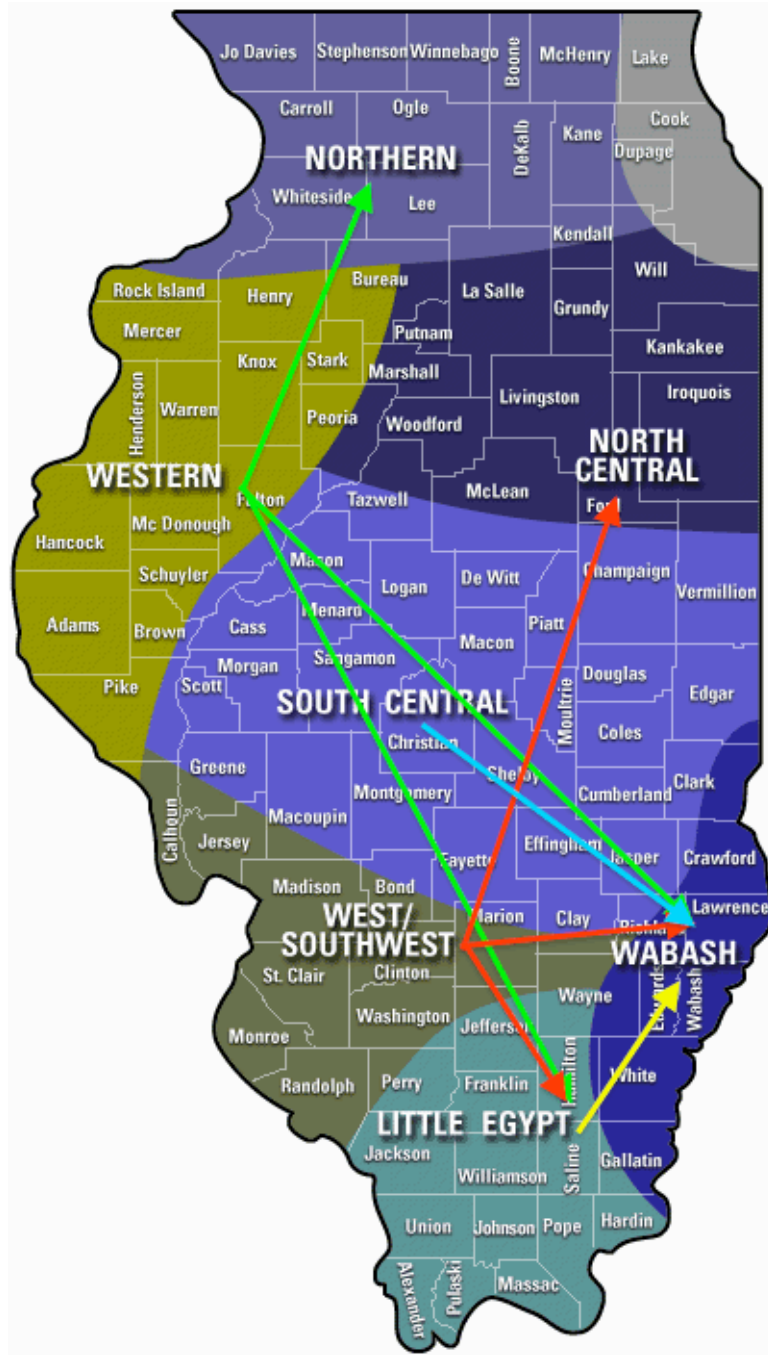 Jo Davies Stephenson Winnebago Boone McHenry Lake
Carroll Ogle DeKalb Kane Cook
Dupage
NORTHERN
Whiteside Lee
Kendall
Will
Rock Island Henry Bureau La Salle Grundy
Mercer Putnam
Knox Stark Marshall Kankakee
Henderson Warren Peoria Woodford Livingston Iroquois
NORTH
CENTRAL
WESTERN
Fulton Tazwell McLean Ford
Hancock Mc Donough
Schuyler Mason Logan De Witt Champaign Vermillion
Adams Brown Cass Menard Macon Piatt
Pike Scott Morgan Sangamon Moultrie Douglas Edgar
SOUTH CENTRAL
Christian Coles
Calhoun Greene Macoupin Montgomery Shelby Cumberland Clark
Jersey Fayette Effingham Jasper Crawford
Madison Bond Marion Clay Lawrence
WEST/
SOUTHWEST
WABASH
St. Clair Clinton Wayne Edwards Wabash
Washington Jefferson
Monroe Hamilton
Randolph Perry Franklin White
LITTLE EGYPT
Jackson Williamson Saline Gallatin
Union Johnson Pope Hardin
Alexander Pulaski Massac